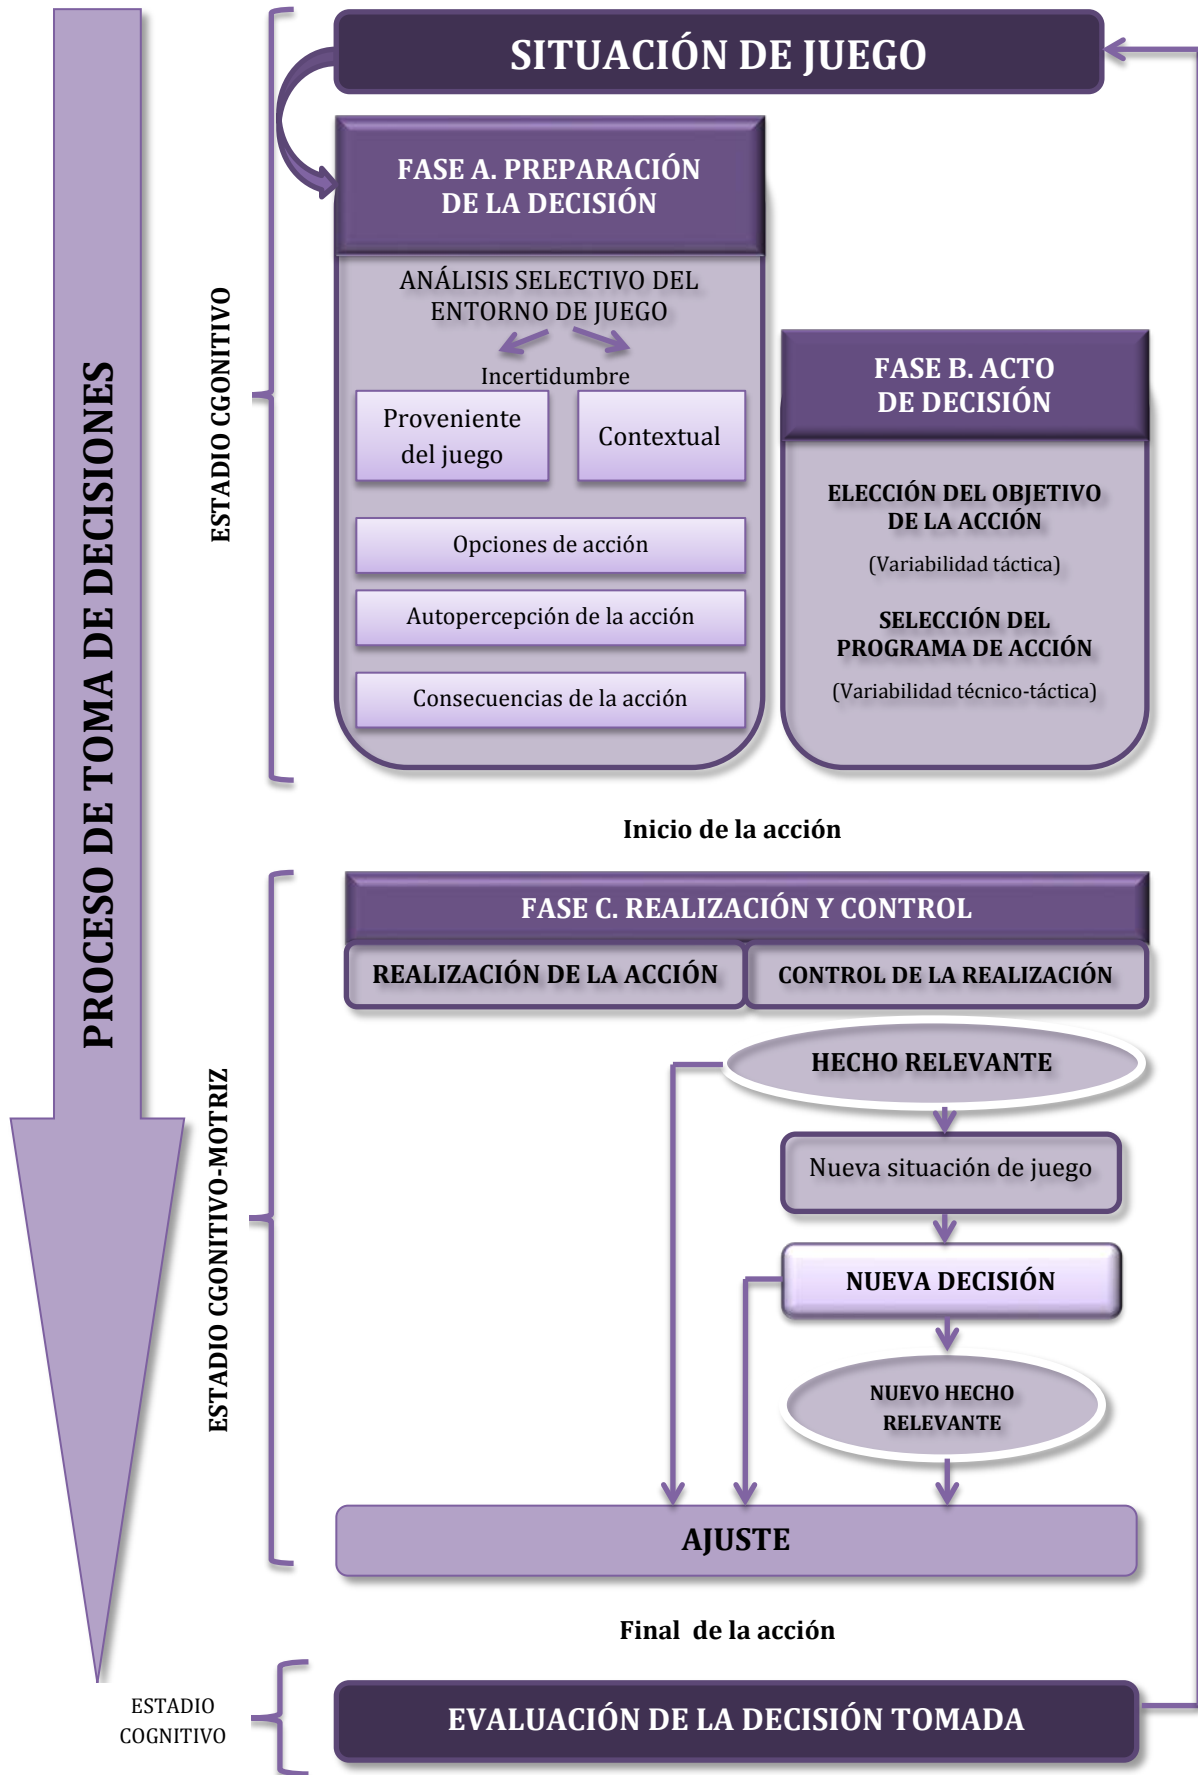 SITUACIÓN DE JUEGO
FASE A. PREPARACIÓN
DE LA DECISIÓN
ANÁLISIS SELECTIVO DEL
ENTORNO DE JUEGO
Incertidumbre
Proveniente
del juego
Contextual
Opciones de acción
Autopercepción de la acción
Consecuencias de la acción
FASE B. ACTO
DE DECISIÓN
ELECCIÓN DEL OBJETIVO
DE LA ACCIÓN
(Variabilidad táctica)
SELECCIÓN DEL
PROGRAMA DE ACCIÓN
(Variabilidad técnico-táctica)
ESTADIO CGONITIVO
PROCESO DE TOMA DE DECISIONES
Inicio de la acción
FASE C. REALIZACIÓN Y CONTROL
REALIZACIÓN DE LA ACCIÓN
CONTROL DE LA REALIZACIÓN
HECHO RELEVANTE
Nueva situación de juego
NUEVA DECISIÓN
NUEVO HECHO
RELEVANTE
AJUSTE
ESTADIO CGONITIVO-MOTRIZ
Final de la acción
ESTADIO
COGNITIVO
EVALUACIÓN DE LA DECISIÓN TOMADA